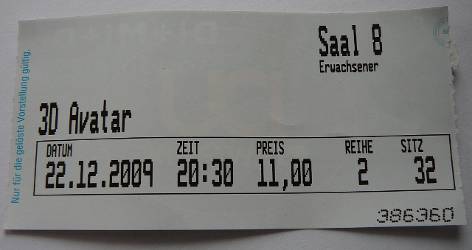 Saal 8
Erwachsener
Nur für die gelöste Vorstellung gültig.
3D Avatar
DATUM ZEIT PREIS REIHE SITZ
22.12.2009 20:30 11,00 2 32
386360